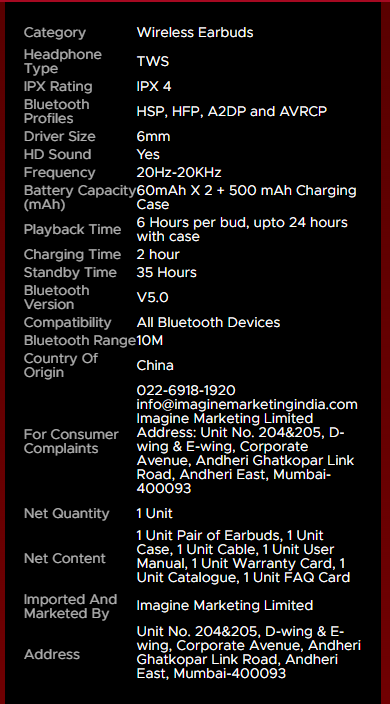 Category Wireless Earbuds
Headphone
Type TWS
IPX Rating IPX 4
Bluetooth
Profiles HSP, HFP, A2DP and AVRCP
Driver Size 6mm
HD Sound Yes
Frequency 20Hz-20KHz
Battery Capacity 60mAh X 2 + 500 mAh Charging
(mAh) Case
Playback Time 6 Hours per bud, upto 24 hours
with case
Charging Time 2 hour
Standby Time 35 Hours
Bluetooth
Version V5.0
Compatibility All Bluetooth Devices
Bluetooth Range 10M
Country Of
Origin China
For Consumer
Complaints
022-6918-1920
info@imaginemarketingindia.com
Imagine Marketing Limited
Address: Unit No. 204&205, D-
wing & E-wing, Corporate
Avenue, Andheri Ghatkopar Link
Road, Andheri East, Mumbai-
400093
Net Quantity 1 Unit
Net Content
1 Unit Pair of Earbuds, 1 Unit
Case, 1 Unit Cable, 1 Unit User
Manual, 1 Unit Warranty Card, 1
Unit Catalogue, 1 Unit FAQ Card
Imported And
Marketed By Imagine Marketing Limited
Address
Unit No. 204&205, D-wing & E-
wing, Corporate Avenue, Andheri
Ghatkopar Link Road, Andheri
East, Mumbai-400093